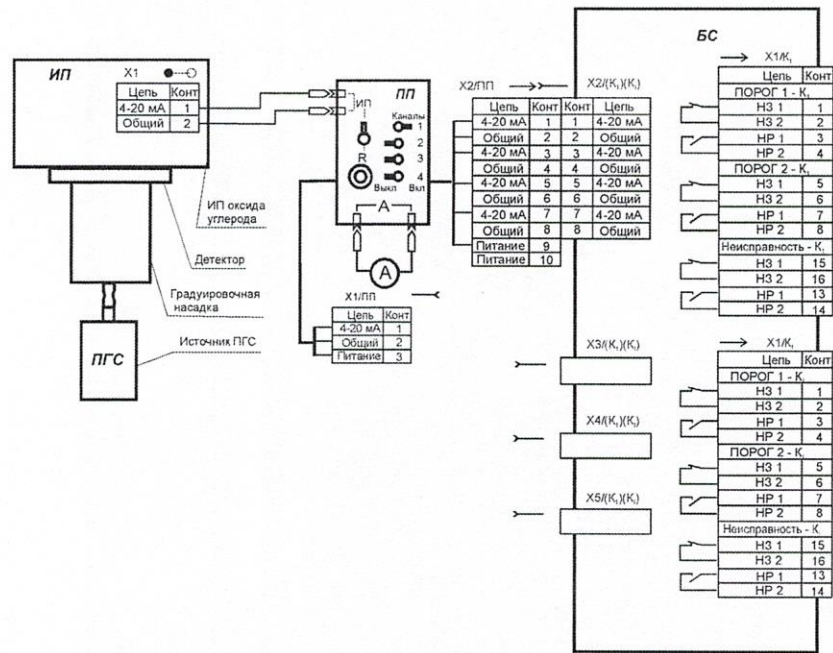 ИП
X1
Цепь Конт
4-20 мА 1
Общий 2
ИП оксида
углерода
Детектор
Градуировочная
насадка
Источник ПГС
ПГС
ПП
ИП
Каналы
1
2
R
3
4
Выкл Вкл
А
А
X1/ПП
Цепь Конт
4-20 мА 1
Общий 2
Питание 3
X2/ПП
Цепь Конт
4-20 мА 1
Общий 2
4-20 мА 3
Общий 4
4-20 мА 5
Общий 6
4-20 мА 7
Общий 8
Питание 9
Питание 10
Конт Цепь
1 4-20 мА
2 Общий
3 4-20 мА
4 Общий
5 4-20 мА
6 Общий
7 4-20 мА
8 Общий
БС
Цепь Конт
ПОРОГ 1 - К
НЗ 1 1
НЗ 2 2
НР 1 3
НР 2 4
ПОРОГ 2 - К
НЗ 1 5
НЗ 2 6
НР 1 7
НР 2 8
Неисправность - К
НЗ 1 15
НЗ 2 16
НР 1 13
НР 2 14
Цепь Конт
ПОРОГ 1 - К
НЗ 1 1
НЗ 2 2
НР 1 3
НР 2 4
ПОРОГ 2 - К
НЗ 1 5
НЗ 2 6
НР 1 7
НР 2 8
Неисправность - К
НЗ 1 15
НЗ 2 16
НР 1 13
НР 2 14